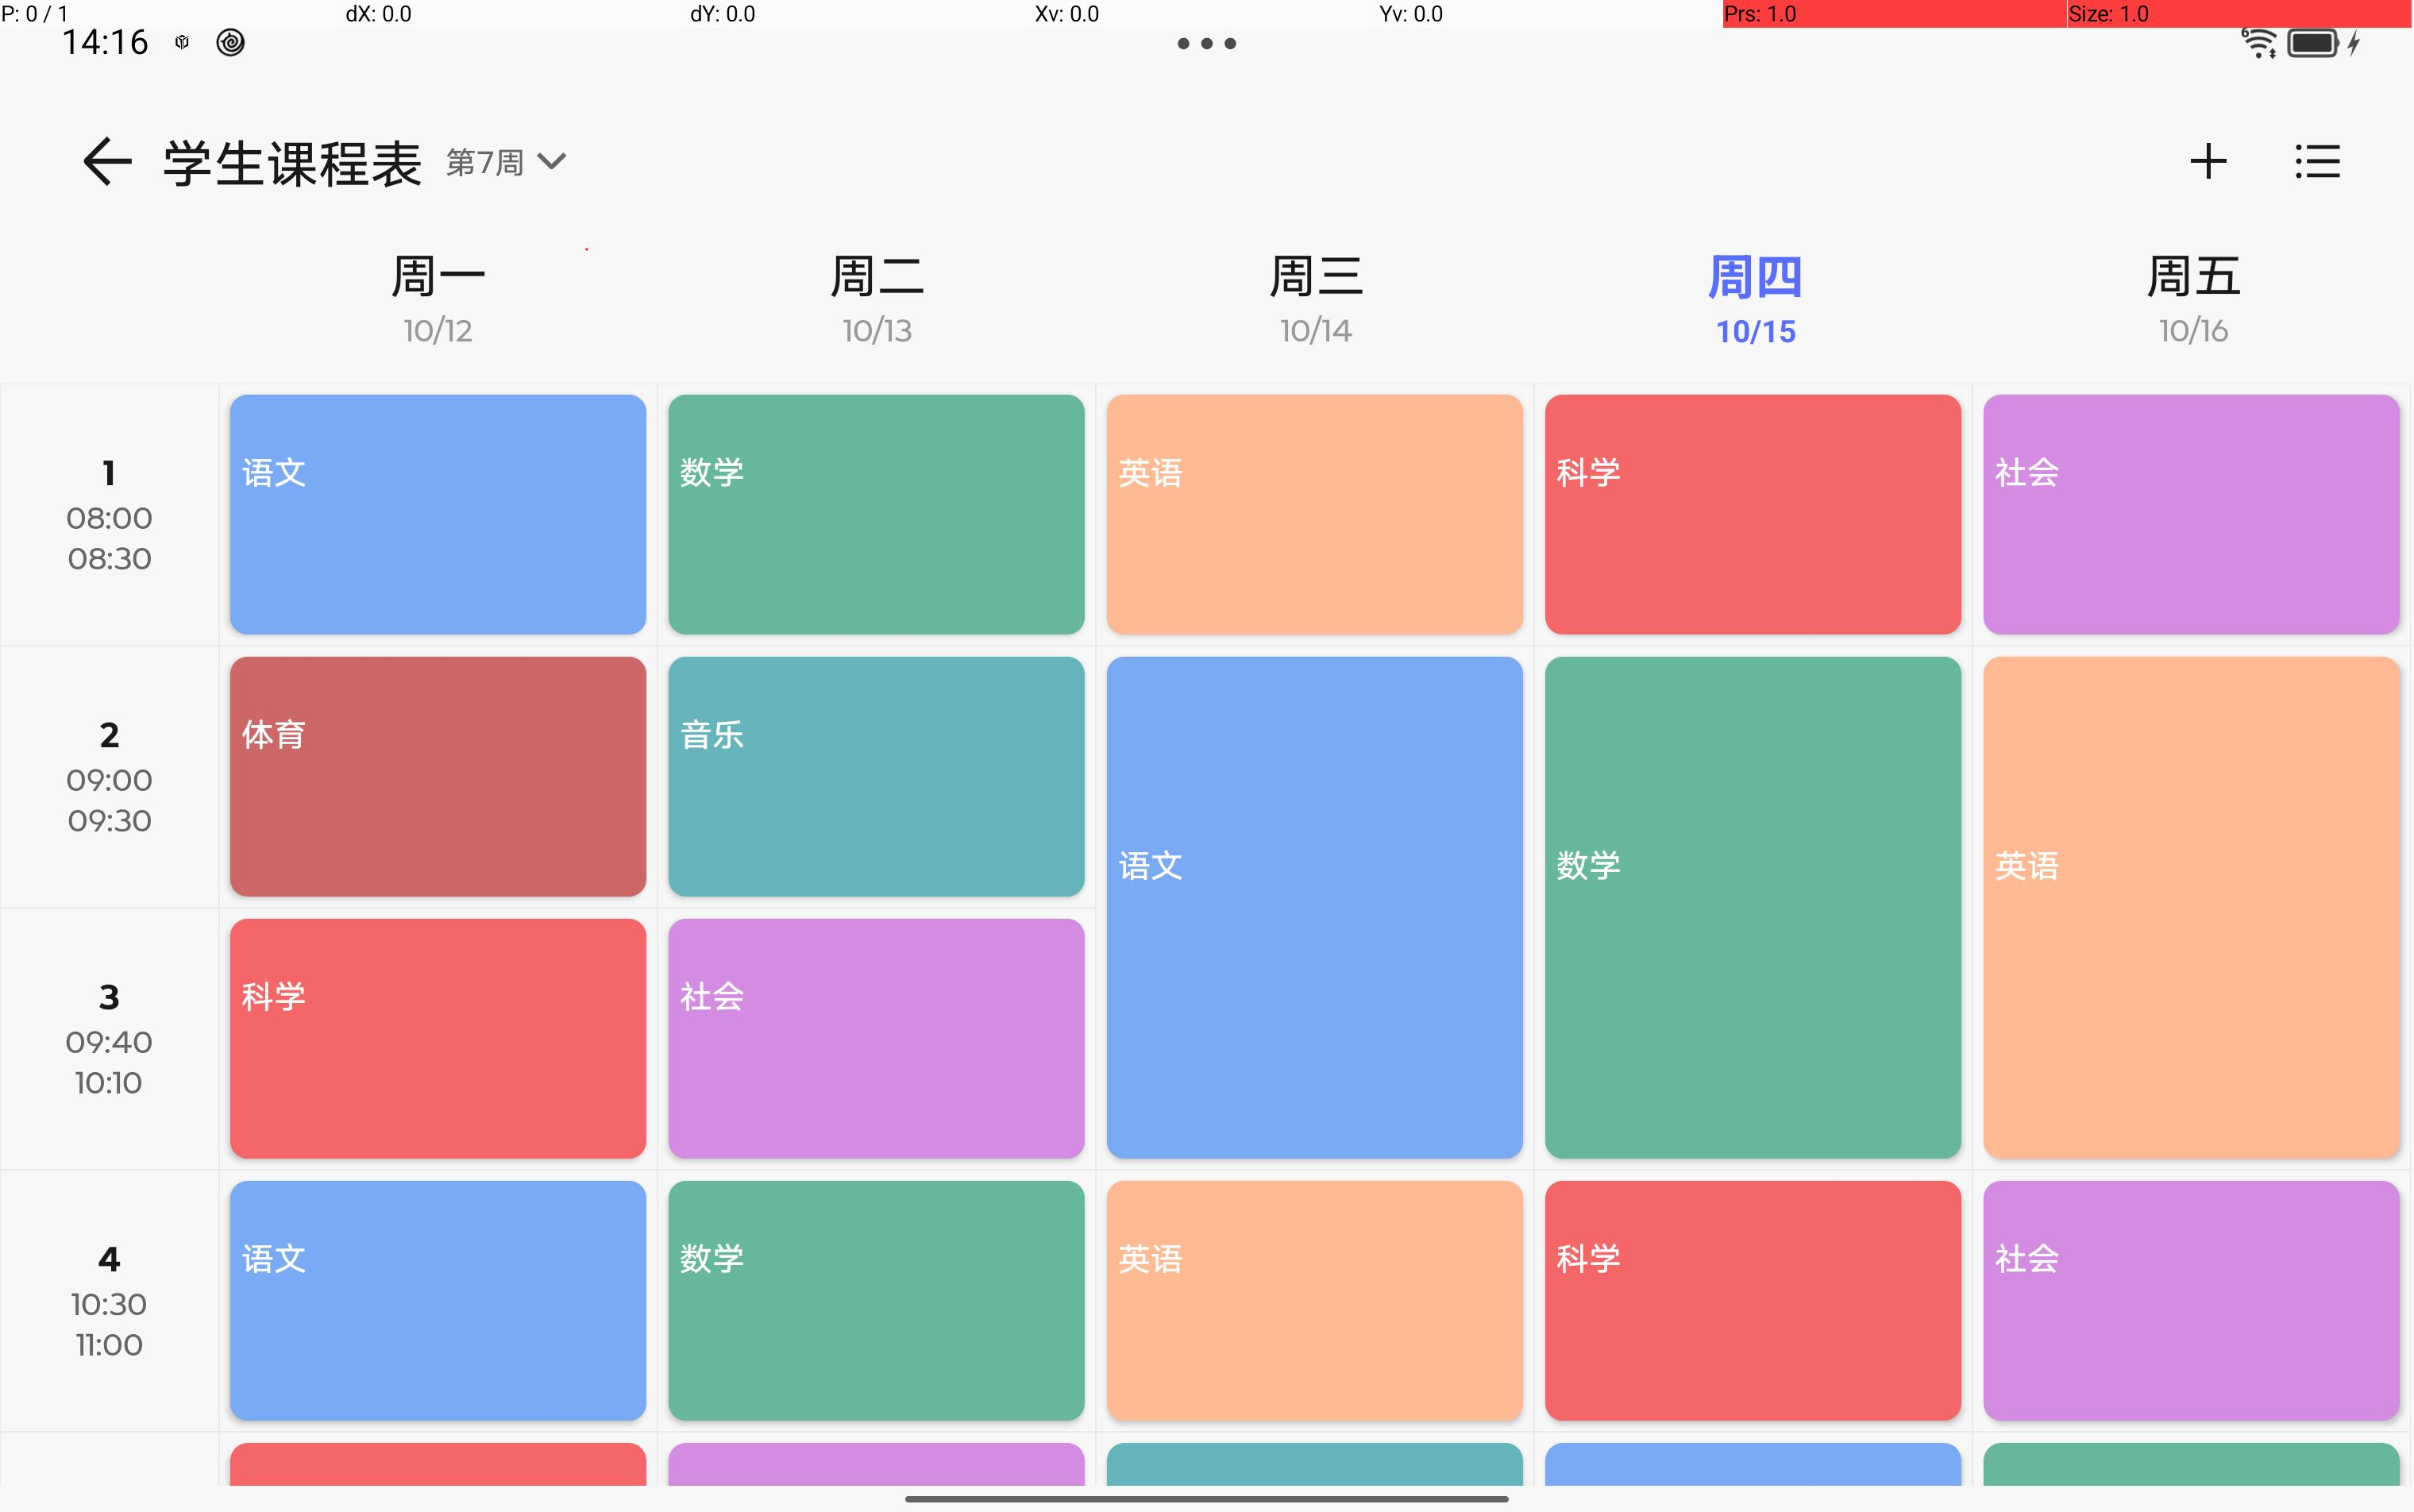 P: 0 / 1 dX: 0.0 dY: 0.0 Xv: 0.0 Yv: 0.0 Prs: 1.0 Size: 1.0
14:16 6
学生课程表 第7周
周一 周二 周三 周四 周五
10/12 10/13 10/14 10/15 10/16
1 语文 数学 英语 科学 社会
08:00
08:30
2 体育 音乐
09:00
09:30
语文 数学 英语
3 科学 社会
09:40
10:10
4 语文 数学 英语 科学 社会
10:30
11:00